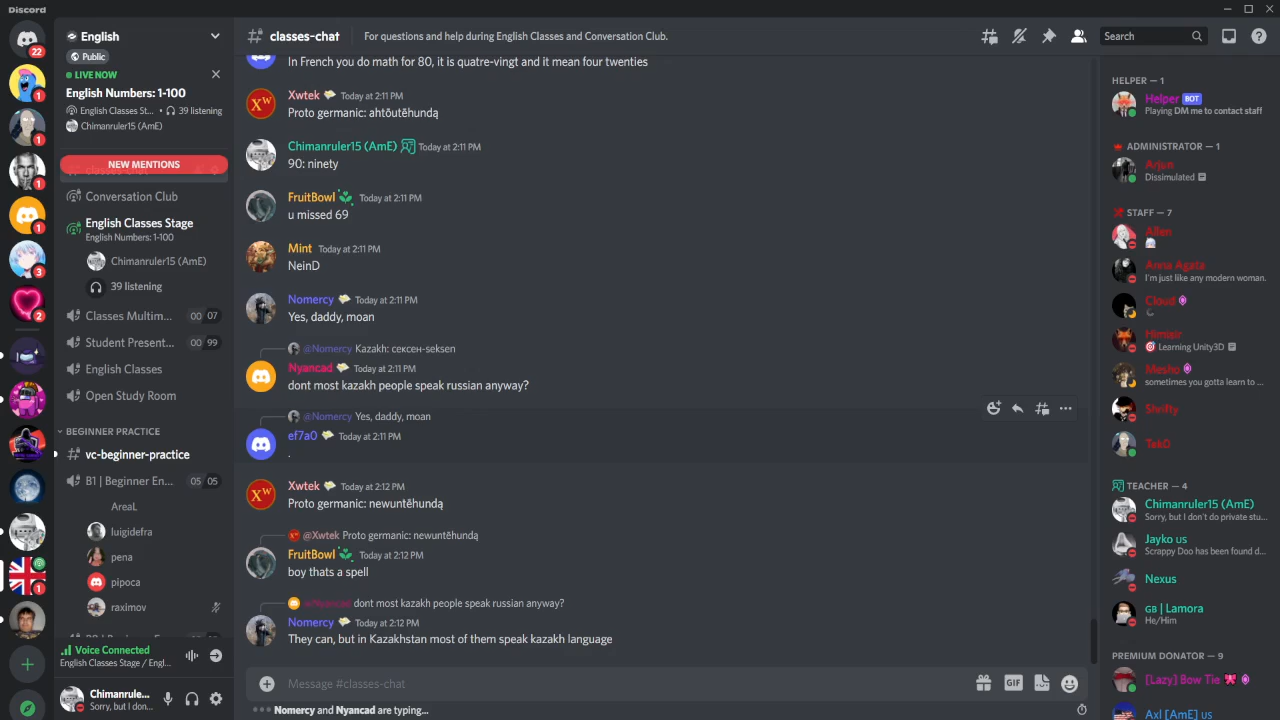 Discord
English
# classes-chat
For questions and help during English Classes and Conversation Club.
Search
22
1
1
1
1
3
2
1
Public
LIVE NOW
English Numbers: 1-100
English Classes St... • 39 listening
Chimanruler15 (AmE)
NEW MENTIONS
Conversation Club
English Classes Stage
English Numbers: 1-100
Chimanruler15 (AmE)
39 listening
Classes Multim... 00 07
Student Present... 00 99
English Classes
Open Study Room
BEGINNER PRACTICE
# vc-beginner-practice
B1 | Beginner En... 05 05
AreaL
luigidefra
pena
pipoca
raximov
Voice Connected
English Classes Stage / Engl...
Chimanrule...
Sorry, but I don...
In French you do math for 80, it is quatre-vingt and it mean four twenties
Xwtek Today at 2:11 PM
Proto germanic: ahtōutēhundą
Chimanruler15 (AmE) Today at 2:11 PM
90: ninety
FruitBowl Today at 2:11 PM
u missed 69
Mint Today at 2:11 PM
NeinD
Nomercy Today at 2:11 PM
Yes, daddy, moan
@Nomercy Kazakh: сексен-seksen
Nyancad Today at 2:11 PM
dont most kazakh people speak russian anyway?
@Nomercy Yes, daddy, moan
ef7a0 Today at 2:11 PM
.
Xwtek Today at 2:12 PM
Proto germanic: newuntēhundą
@Xwtek Proto germanic: newuntēhundą
FruitBowl Today at 2:12 PM
boy thats a spell
@Nyancad dont most kazakh people speak russian anyway?
Nomercy Today at 2:12 PM
They can, but in Kazakhstan most of them speak kazakh language
Message #classes-chat
GIF
Nomercy and Nyancad are typing...
HELPER — 1
Helper BOT
Playing DM me to contact staff
ADMINISTRATOR — 1
Arjun
Dissimulated
STAFF — 7
Allen
Anna Agata
I'm just like any modern woman.
Cloud
Himiair
Learning Unity3D
Mesho
sometimes you gotta learn to ...
Shrifty
TekD
TEACHER — 4
Chimanruler15 (AmE)
Sorry, but I don't do private stu...
Jayko us
Scrappy Doo has been found d...
Nexus
GB | Lamora
He/Him
PREMIUM DONATOR — 9
[Lazy] Bow Tie
Axl [AmE] us